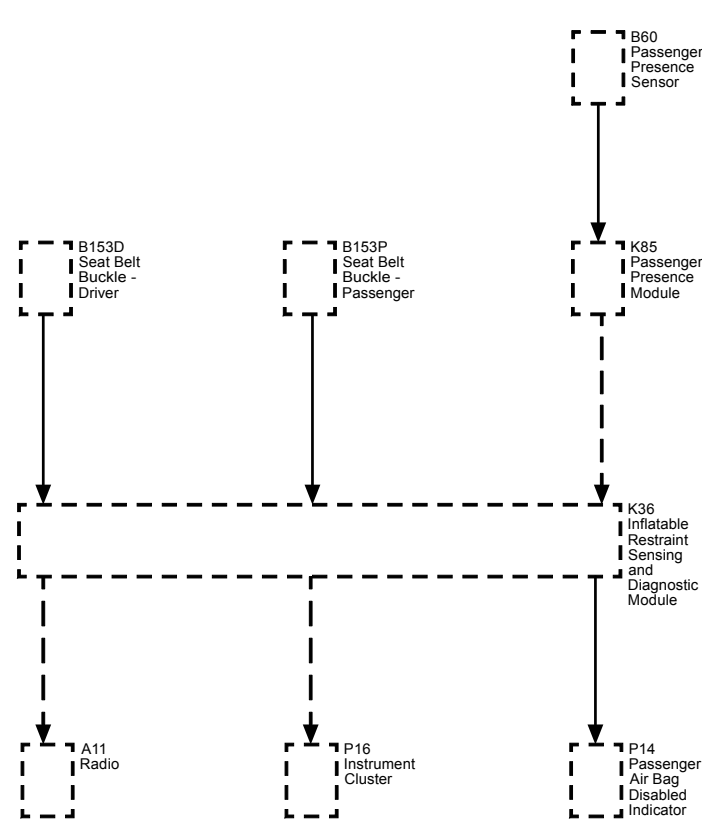 B60
Passenger
Presence
Sensor
B153D
Seat Belt
Buckle -
Driver
B153P
Seat Belt
Buckle -
Passenger
K85
Passenger
Presence
Module
K36
Inflatable
Restraint
Sensing
and
Diagnostic
Module
A11
Radio
P16
Instrument
Cluster
P14
Passenger
Air Bag
Disabled
Indicator